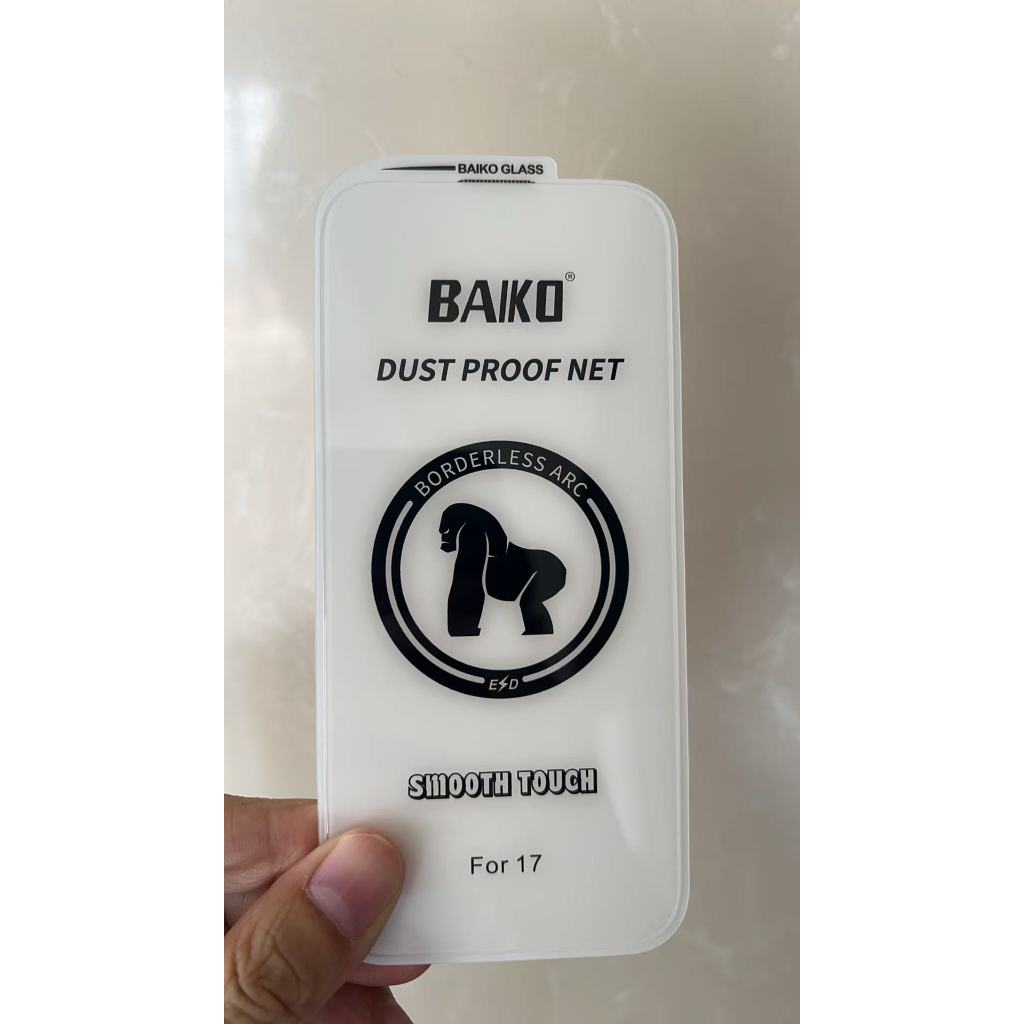 BAIKO GLASS
BAIKO®
DUST PROOF NET
BORDERLESS ARC
ESD
SMOOTH TOUCH
For 17